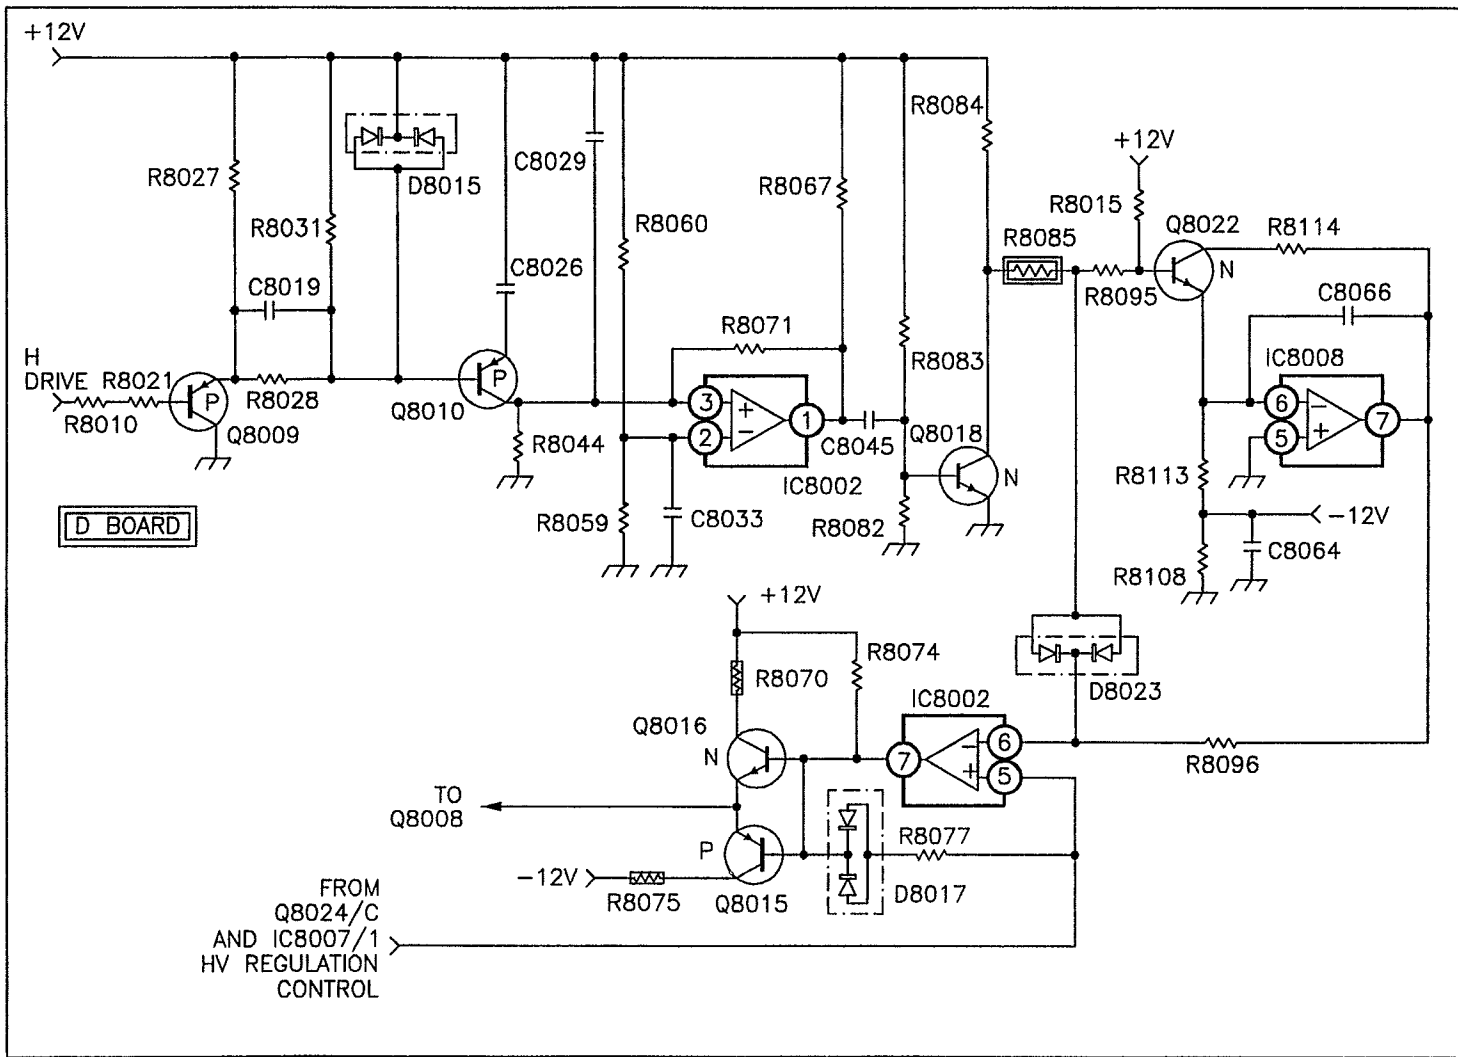 +12V
R8084
+12V
C8029
R8027
D8015
R8067
R8015
Q8022
R8114
R8031
R8060
R8085
N
C8026
C8019
R8095
C8066
R8071
R8083
H
DRIVE
R8021
IC8008
P
P
3
+
6
−
R8028
1
7
R8010
Q8009
Q8010
2
−
5
+
R8044
C8045
Q8018
IC8002
N
R8113
D BOARD
R8059
C8033
R8082
-12V
C8064
R8108
+12V
R8074
R8070
D8023
IC8002
Q8016
6
−
N
7
R8096
5
+
TO
Q8008
R8077
P
-12V
R8075
Q8015
D8017
FROM
Q8024/C
AND IC8007/1
HV REGULATION
CONTROL